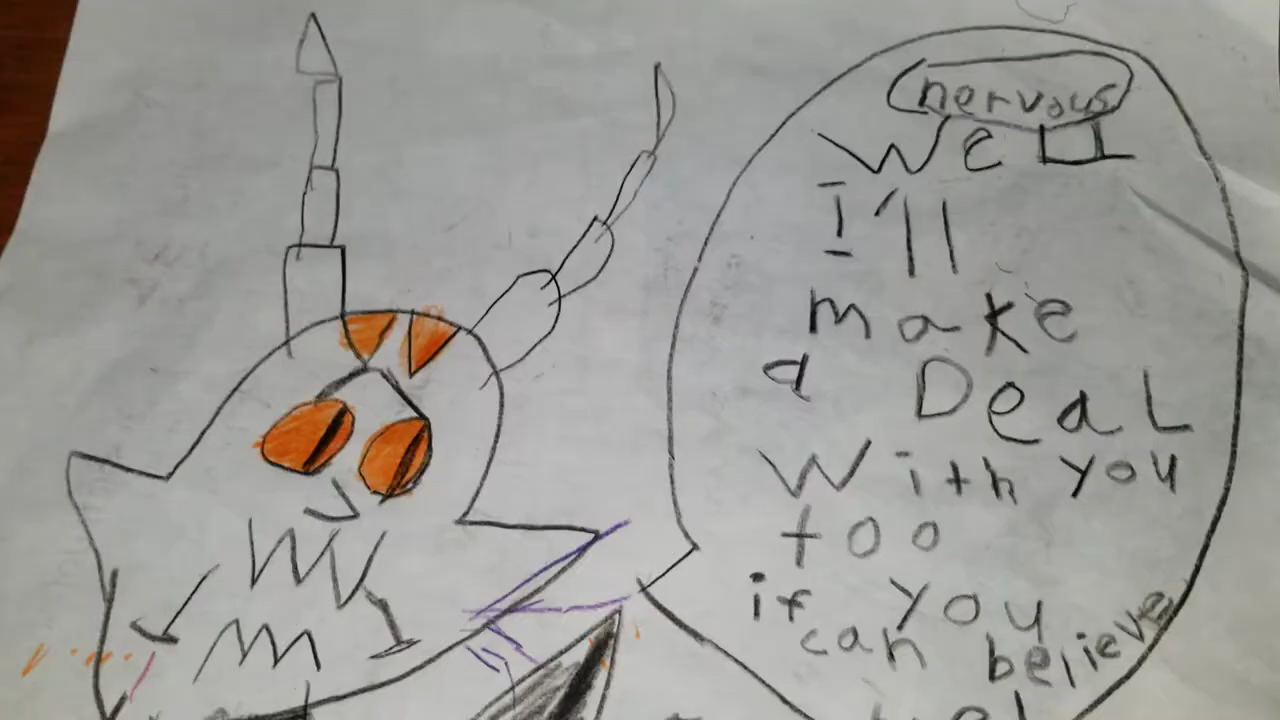 nervous
WeLL
I'll
make
a DeaL
With you
too
if you
can believe